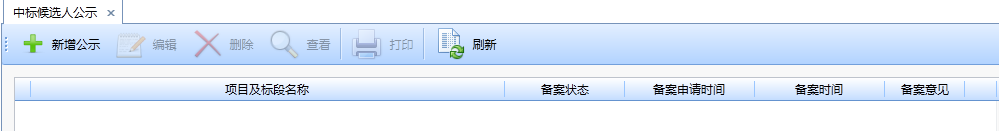 中标候选人公示 ×
新增公示 编辑 删除 查看 打印 刷新
项目及标段名称 备案状态 备案申请时间 备案时间 备案意见